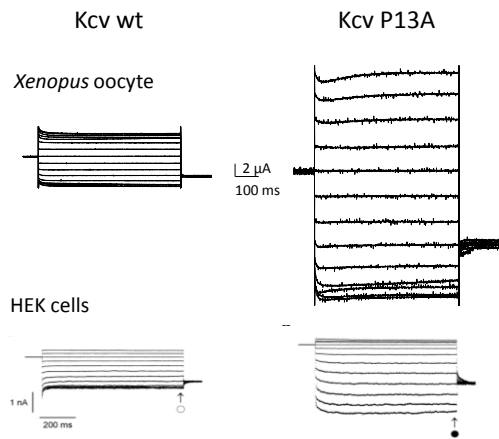 Kcv wt
Kcv P13A
Xenopus oocyte
2 µA
100 ms
HEK cells
1 nA
200 ms